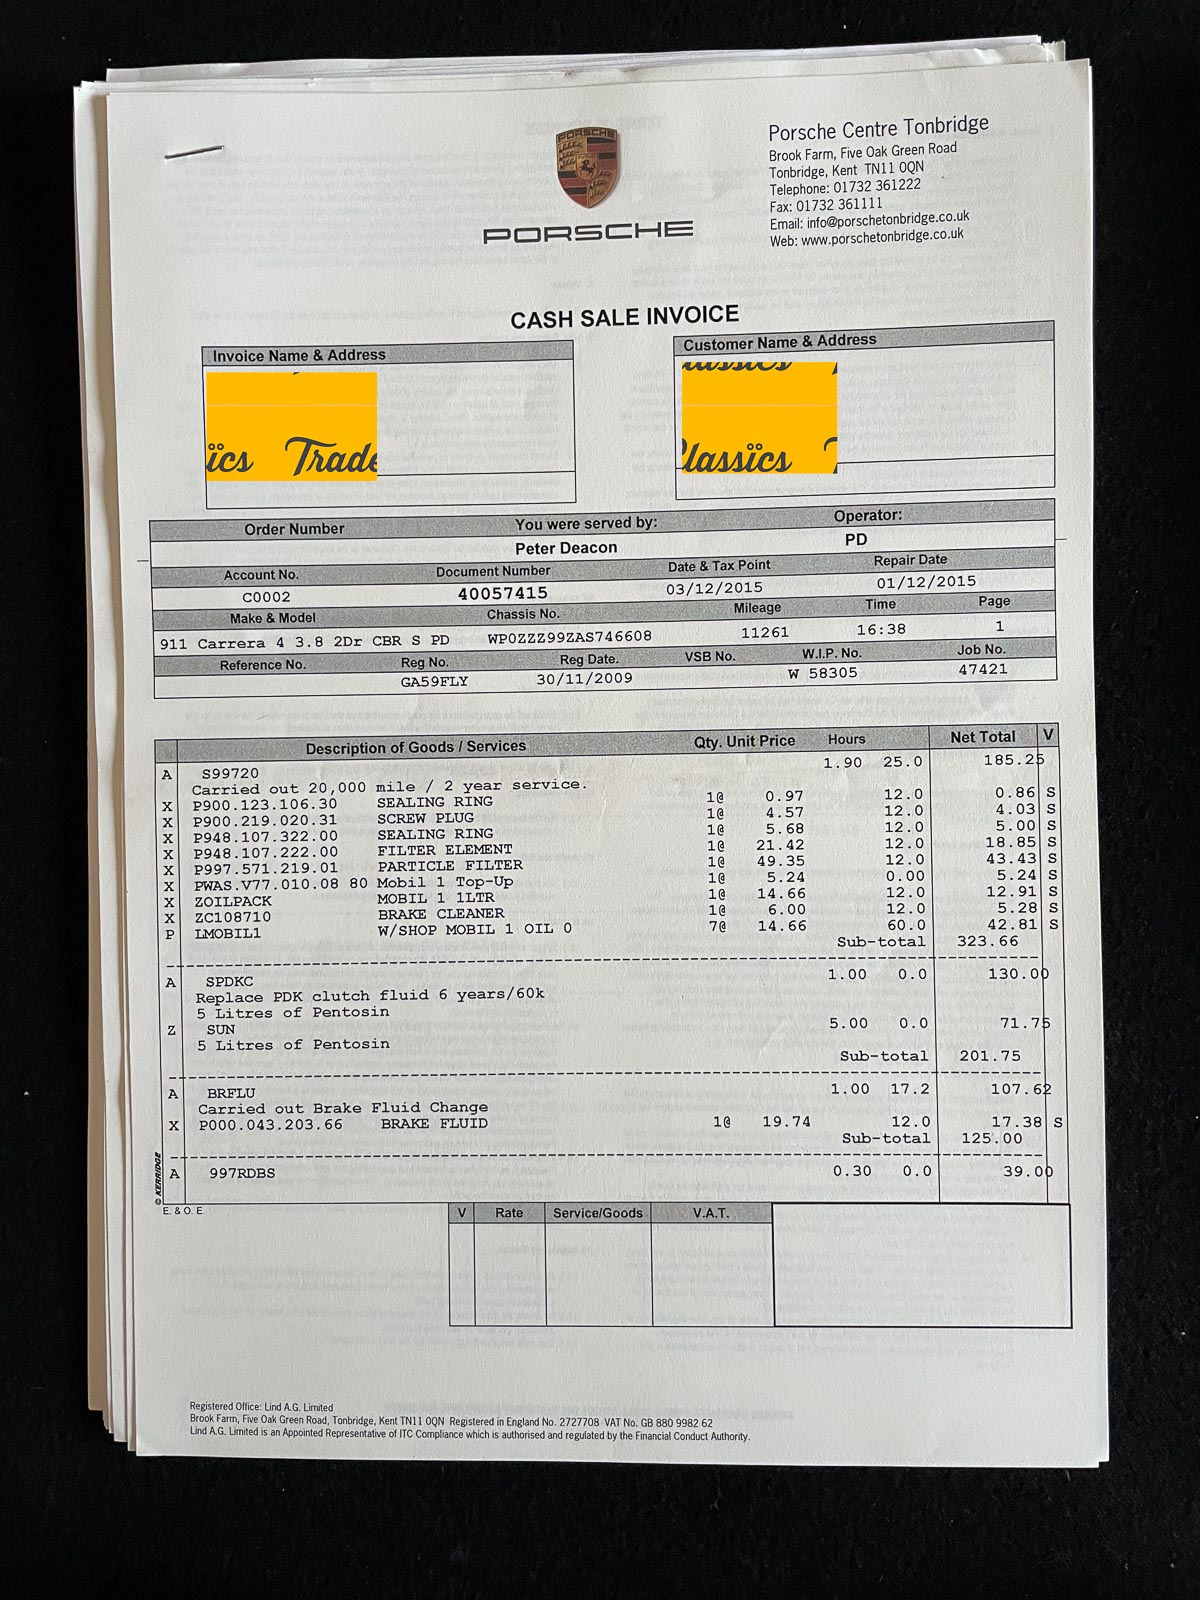 PORSCHE
PORSCHE
Porsche Centre Tonbridge
Brook Farm, Five Oak Green Road
Tonbridge, Kent TN11 0QN
Telephone: 01732 361222
Fax: 01732 361111
Email: info@porschetonbridge.co.uk
Web: www.porschetonbridge.co.uk
CASH SALE INVOICE
Invoice Name & Address
Customer Name & Address
ïcs Trade
Classïcs
Order Number You were served by: Operator:
Peter Deacon PD
Account No. Document Number Date & Tax Point Repair Date
C0002 40057415 03/12/2015 01/12/2015
Make & Model Chassis No. Mileage Time Page
911 Carrera 4 3.8 2Dr CBR S PD WP0ZZZ99ZAS746608 11261 16:38 1
Reference No. Reg No. Reg Date. VSB No. W.I.P. No. Job No.
GA59FLY 30/11/2009 W 58305 47421
Description of Goods / Services Qty. Unit Price Hours Net Total V
A S99720 1.90 25.0 185.25
Carried out 20,000 mile / 2 year service.
X P900.123.106.30 SEALING RING 1@ 0.97 12.0 0.86 S
X P900.219.020.31 SCREW PLUG 1@ 4.57 12.0 4.03 S
X P948.107.322.00 SEALING RING 1@ 5.68 12.0 5.00 S
X P948.107.222.00 FILTER ELEMENT 1@ 21.42 12.0 18.85 S
X P997.571.219.01 PARTICLE FILTER 1@ 49.35 12.0 43.43 S
X PWAS.V77.010.08 80 Mobil 1 Top-Up 1@ 5.24 0.00 5.24 S
X ZOILPACK MOBIL 1 1LTR 1@ 14.66 12.0 12.91 S
X ZC108710 BRAKE CLEANER 1@ 6.00 12.0 5.28 S
P LMOBIL1 W/SHOP MOBIL 1 OIL 0 7@ 14.66 60.0 42.81 S
Sub-total 323.66
A SPDKC 1.00 0.0 130.00
Replace PDK clutch fluid 6 years/60k
5 Litres of Pentosin
Z SUN 5.00 0.0 71.75
5 Litres of Pentosin
Sub-total 201.75
A BRFLU 1.00 17.2 107.62
Carried out Brake Fluid Change
X P000.043.203.66 BRAKE FLUID 1@ 19.74 12.0 17.38 S
Sub-total 125.00
A 997RDBS 0.30 0.0 39.00
© KERRIDGE
E. & O. E.
V Rate Service/Goods V.A.T.
Registered Office: Lind A.G. Limited
Brook Farm, Five Oak Green Road, Tonbridge, Kent TN11 0QN Registered in England No. 2727708 VAT No. GB 880 9982 62
Lind A.G. Limited is an Appointed Representative of ITC Compliance which is authorised and regulated by the Financial Conduct Authority.